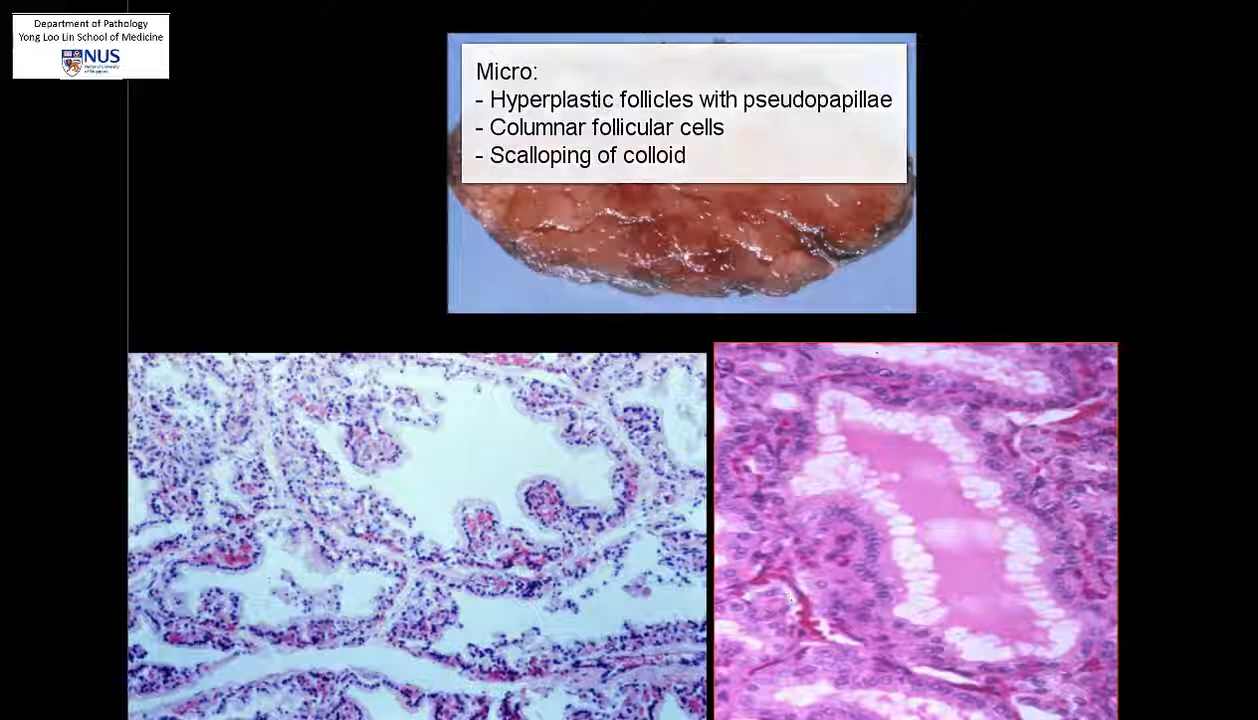 Department of Pathology
Yong Loo Lin School of Medicine
NUS
Micro:
- Hyperplastic follicles with pseudopapillae
- Columnar follicular cells
- Scalloping of colloid